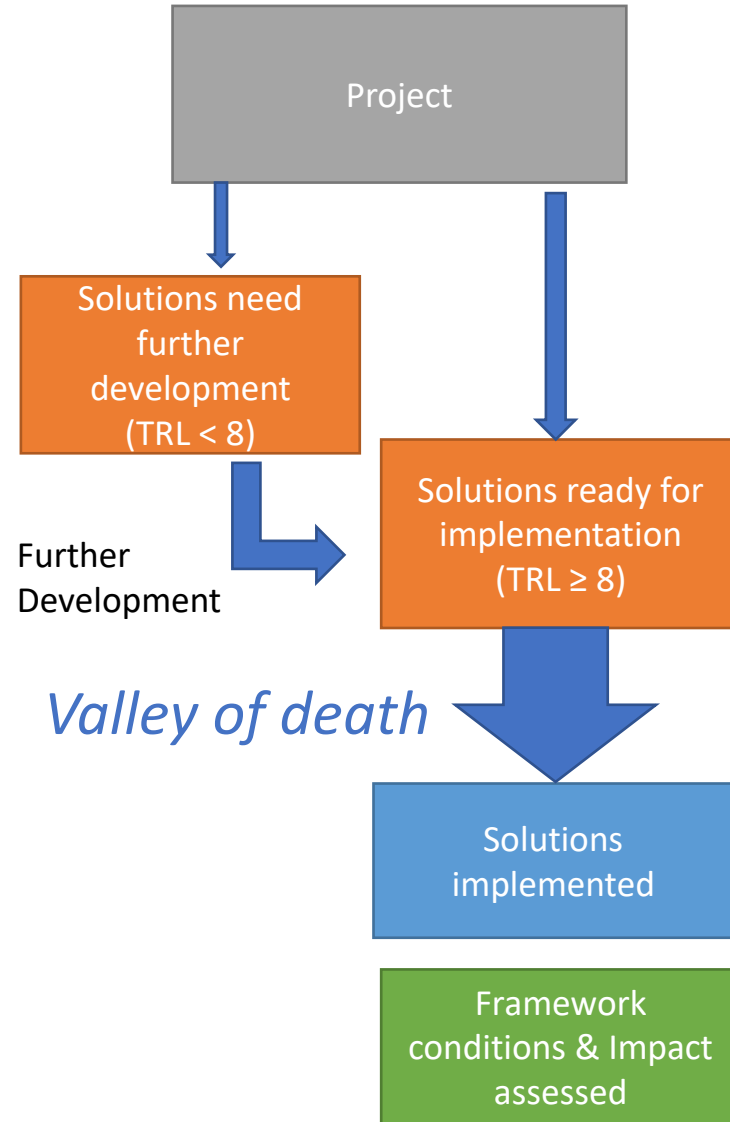 Project
Solutions need
further
development
(TRL < 8)
Solutions ready for
implementation
(TRL ≥ 8)
Further
Development
Valley of death
Solutions
implemented
Framework
conditions & Impact
assessed